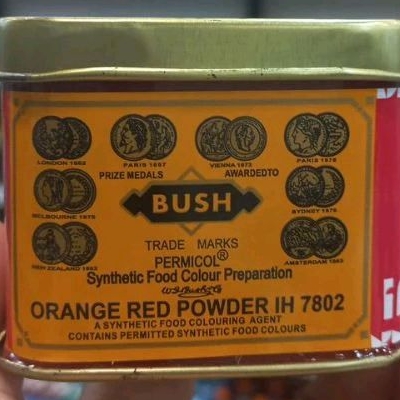 LONDON 1862
PARIS 1867
VIENNA 1873
PARIS 1878
PRIZE MEDALS
AWARDEDTO
MELBOURNE 1875
BUSH
SYDNEY 1879
TRADE MARKS
PERMICOL®
NEW ZEALAND 1882
AMSTERDAM 1883
Synthetic Food Colour Preparation
ORANGE RED POWDER IH 7802
A SYNTHETIC FOOD COLOURING AGENT
CONTAINS PERMITTED SYNTHETIC FOOD COLOURS